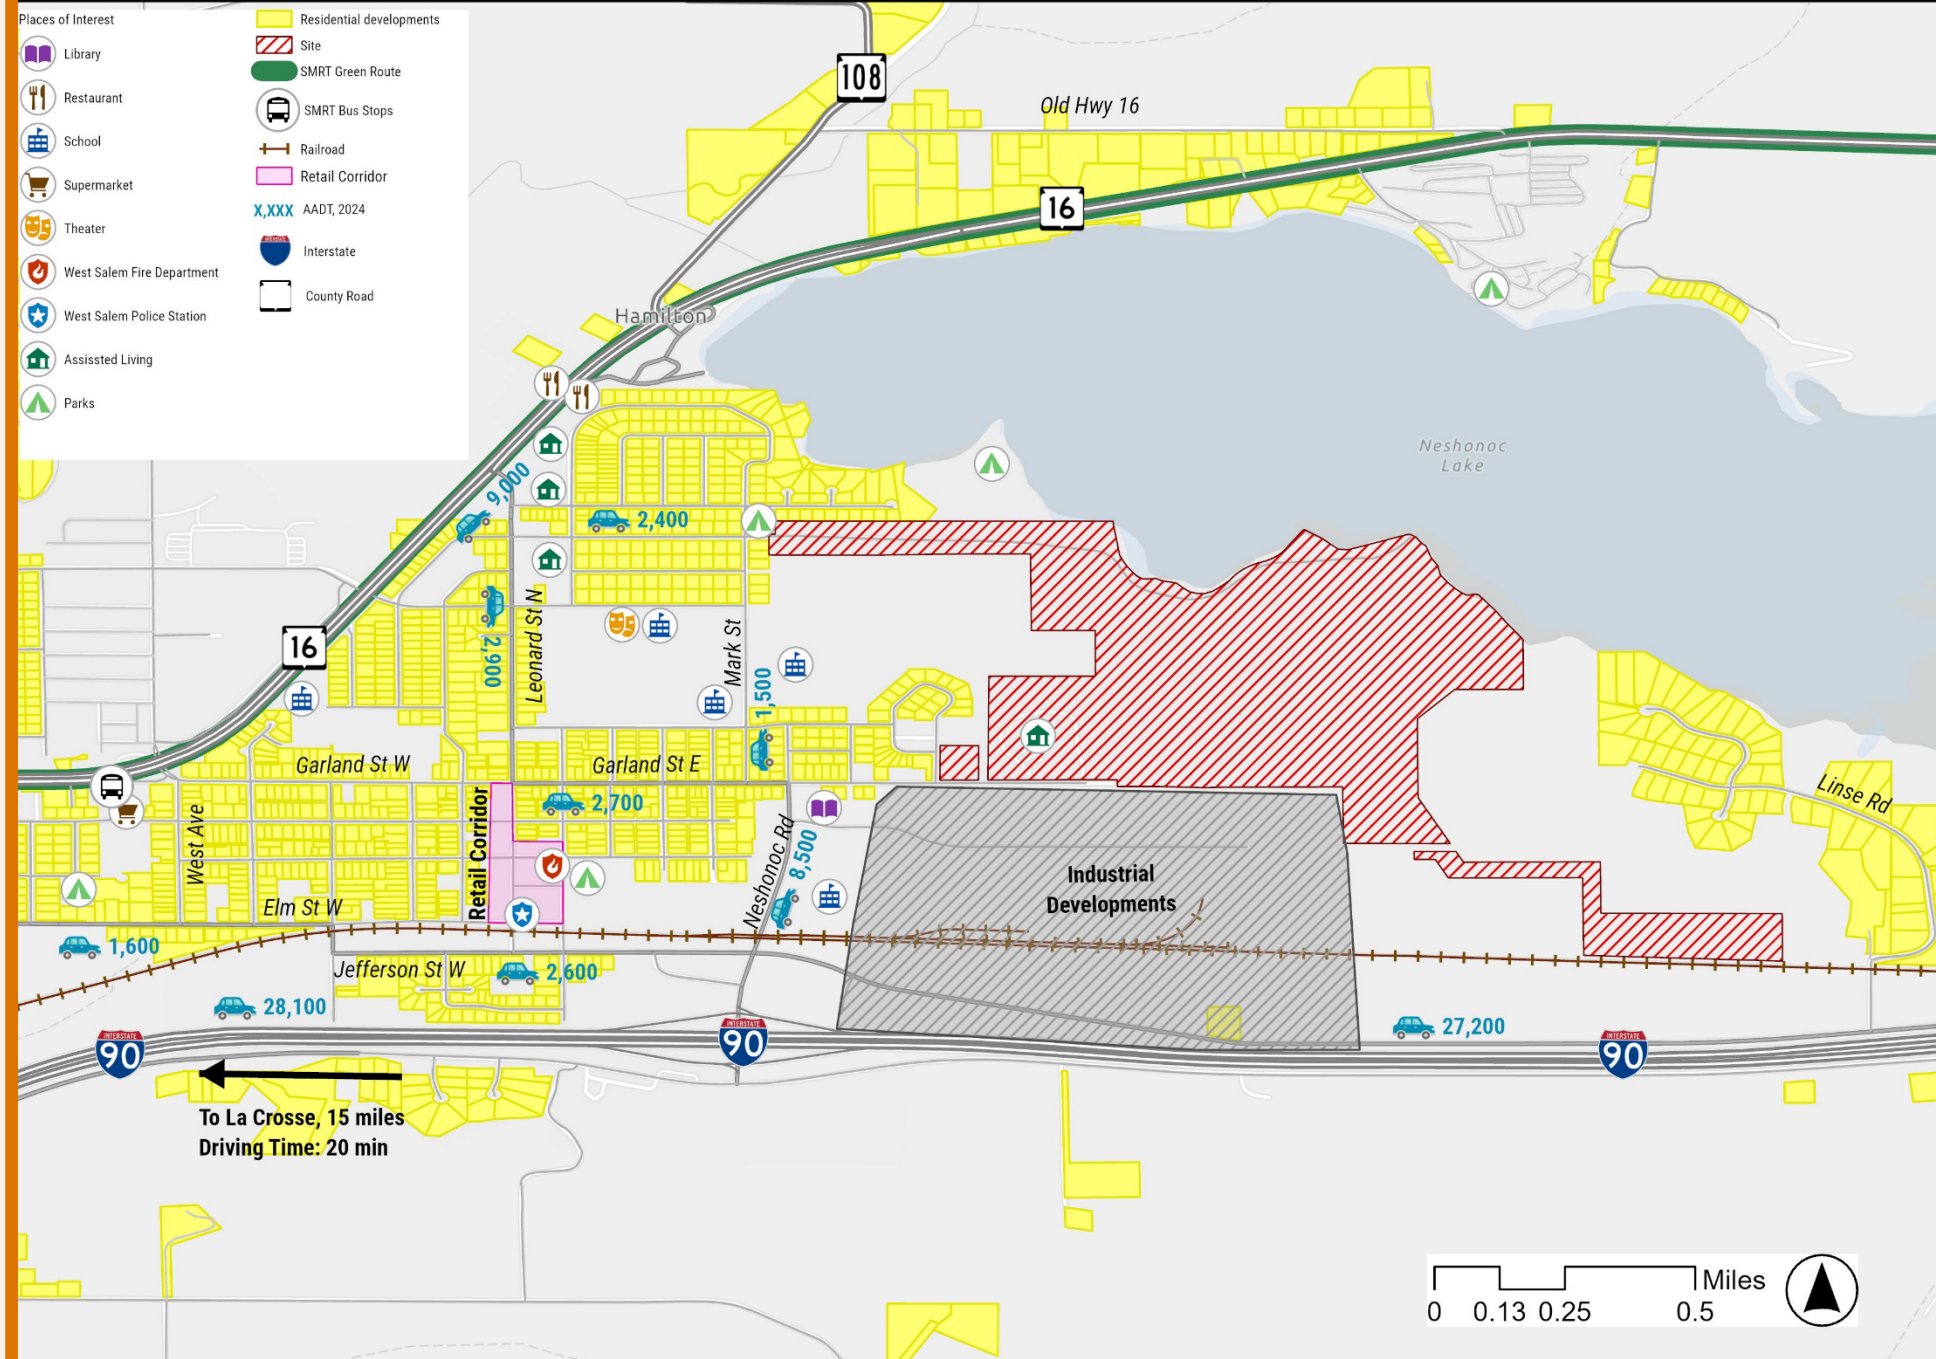 Places of Interest
Library
Restaurant
School
Supermarket
Theater
West Salem Fire Department
West Salem Police Station
Assissted Living
Parks
Residential developments
Site
SMRT Green Route
SMRT Bus Stops
Railroad
Retail Corridor
X,XXX AADT, 2024
INTERSTATE
Interstate
County Road
108
Old Hwy 16
16
Hamilton
Neshonoc
Lake
9,000
2,400
Leonard St N
2,900
Mark St
1,500
16
Garland St W
Garland St E
Linse Rd
Retail Corridor
2,700
West Ave
Neshonoc Rd
8,500
Industrial
Developments
Elm St W
1,600
Jefferson St W
2,600
28,100
27,200
INTERSTATE
90
INTERSTATE
90
INTERSTATE
90
To La Crosse, 15 miles
Driving Time: 20 min
Miles
0 0.13 0.25 0.5